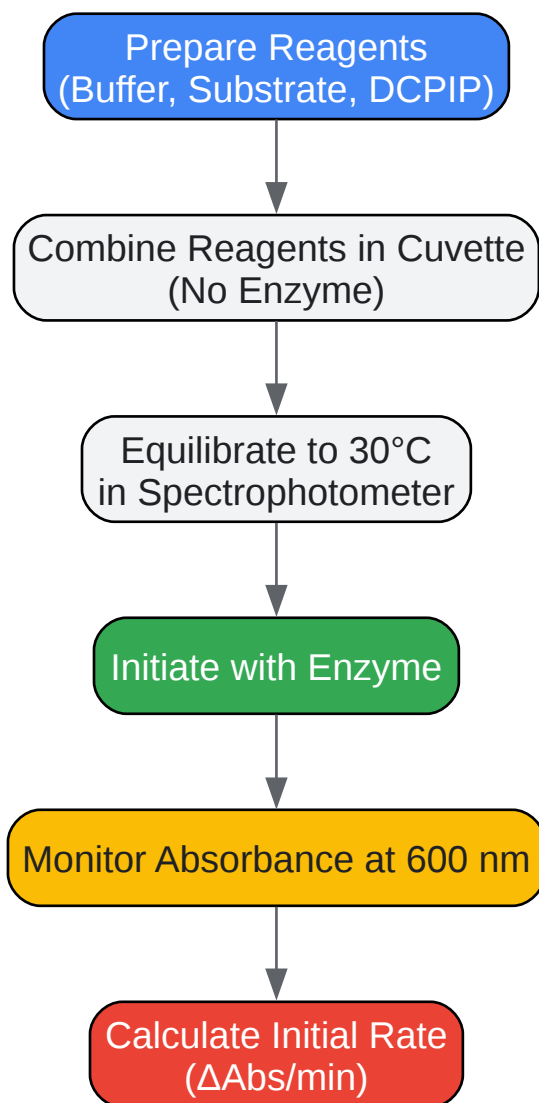 Prepare Reagents
(Buffer, Substrate, DCPIP)
Combine Reagents in Cuvette
(No Enzyme)
Equilibrate to 30°C
in Spectrophotometer
Initiate with Enzyme
Monitor Absorbance at 600 nm
Calculate Initial Rate
(ΔAbs/min)